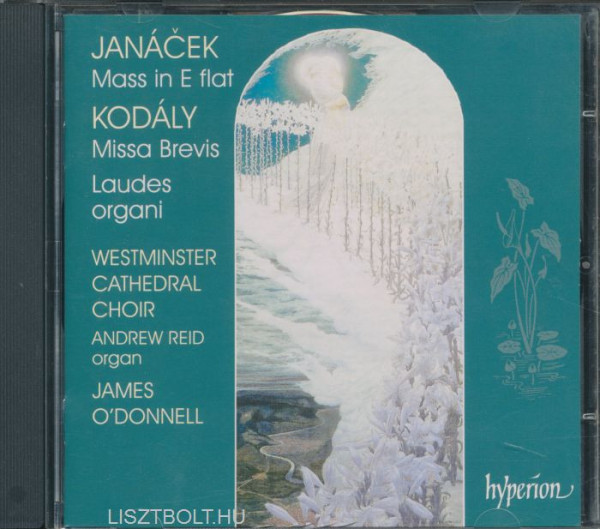 JANÁČEK
Mass in E flat
KODÁLY
Missa Brevis
Laudes
organi
WESTMINSTER
CATHEDRAL
CHOIR
ANDREW REID
organ
JAMES
O'DONNELL
hyperion
LISZTBOLT.HU